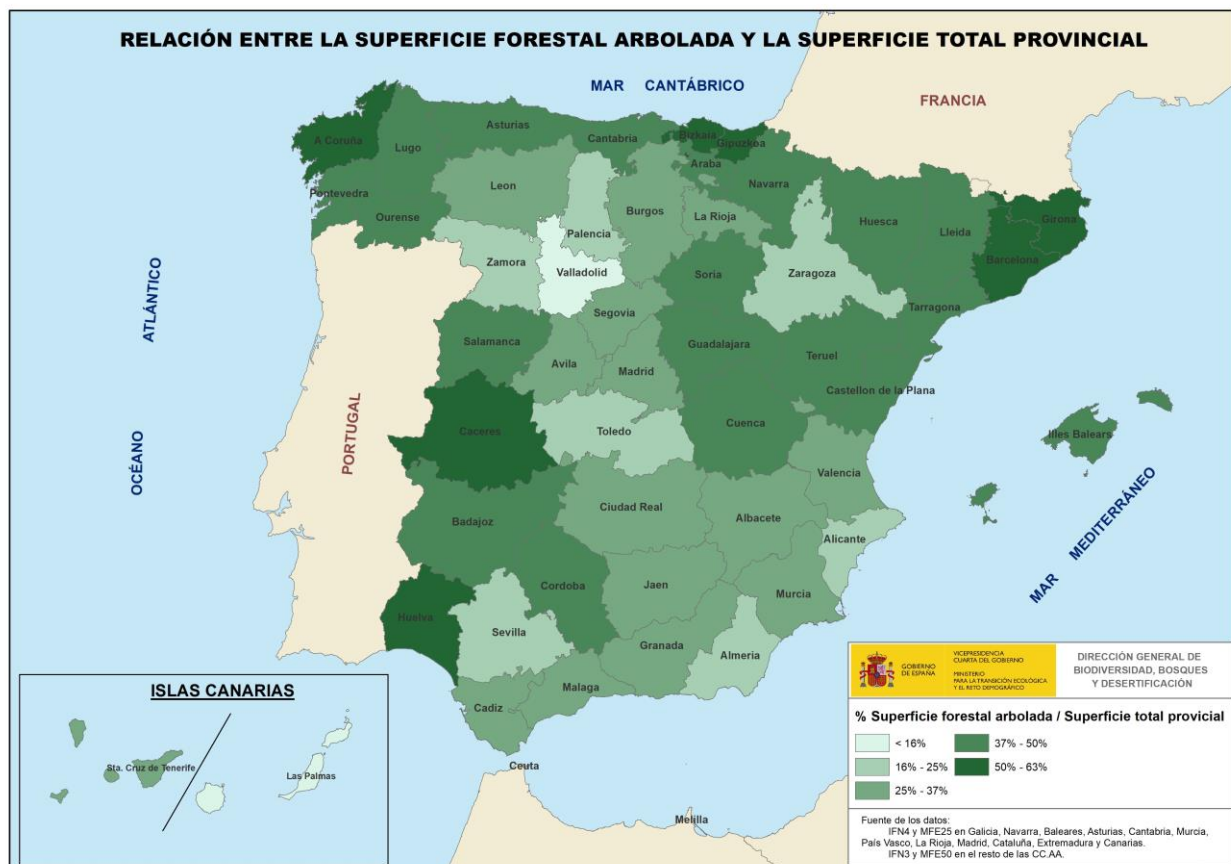 RELACIÓN ENTRE LA SUPERFICIE FORESTAL ARBOLADA Y LA SUPERFICIE TOTAL PROVINCIAL
MAR CANTÁBRICO
FRANCIA
A Coruña
Lugo
Asturias
Cantabria
Bizkaia
Gipuzkoa
Araba
Navarra
Pontevedra
Ourense
Leon
Palencia
Burgos
La Rioja
Huesca
Lleida
Girona
Barcelona
Zamora
Valladolid
Soria
Zaragoza
Tarragona
Segovia
Salamanca
Avila
Madrid
Guadalajara
Teruel
Castellon de la Plana
Caceres
Toledo
Cuenca
Valencia
Illes Balears
Badajoz
Ciudad Real
Albacete
Alicante
Cordoba
Jaen
Murcia
Huelva
Sevilla
Granada
Almeria
Malaga
Cadiz
Ceuta
Melilla
OCÉANO ATLÁNTICO
PORTUGAL
MAR MEDITERRÁNEO
ISLAS CANARIAS
Sta. Cruz de Tenerife
Las Palmas
GOBIERNO
DE ESPAÑA
VICEPRESIDENCIA
CUARTA DEL GOBIERNO
MINISTERIO
PARA LA TRANSICIÓN ECOLÓGICA
Y EL RETO DEMOGRÁFICO
DIRECCIÓN GENERAL DE
BIODIVERSIDAD, BOSQUES
Y DESERTIFICACIÓN
% Superficie forestal arbolada / Superficie total provicial
< 16%
16% - 25%
25% - 37%
37% - 50%
50% - 63%
Fuente de los datos:
IFN4 y MFE25 en Galicia, Navarra, Baleares, Asturias, Cantabria, Murcia,
País Vasco, La Rioja, Madrid, Cataluña, Extremadura y Canarias.
IFN3 y MFE50 en el resto de las CC.AA.